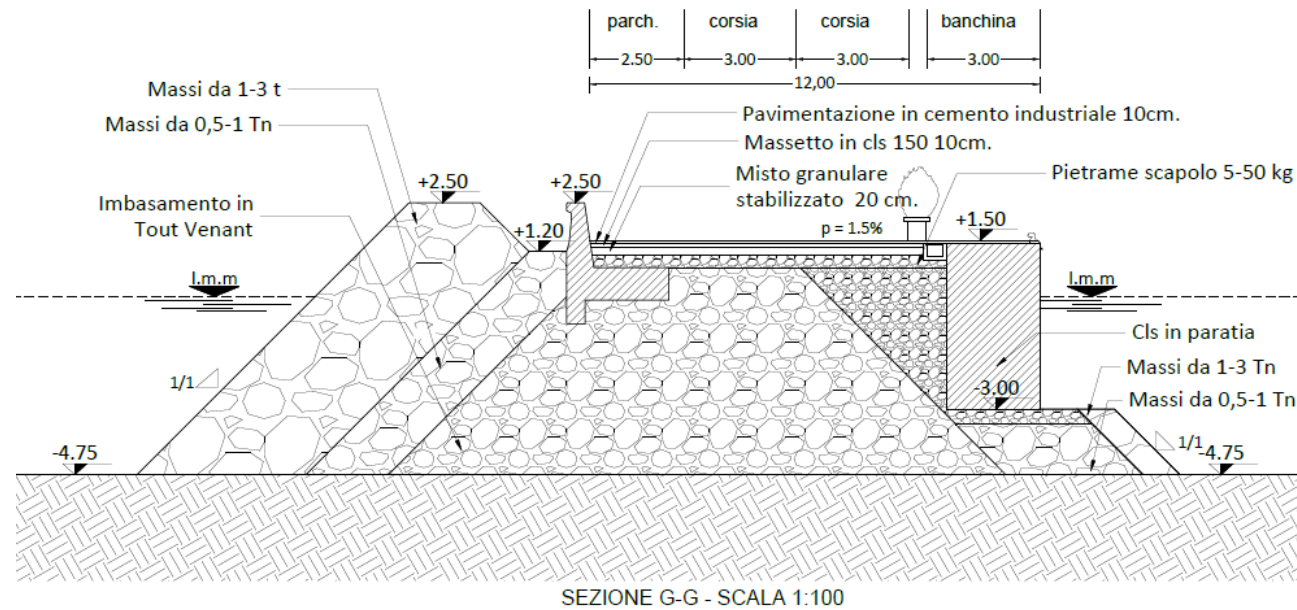 parch. corsia corsia banchina
2.50 3.00 3.00 3.00
12,00
Massi da 1-3 t
Massi da 0,5-1 Tn
Imbasamento in
Tout Venant
Pavimentazione in cemento industriale 10cm.
Massetto in cls 150 10cm.
Misto granulare
stabilizzato 20 cm.
Pietrame scapolo 5-50 kg
+2.50 +2.50
+1.20
p = 1.5%
+1.50
l.m.m
l.m.m
Cls in paratia
Massi da 1-3 Tn
Massi da 0,5-1 Tn
1/1
-3.00
1/1
-4.75
-4.75
SEZIONE G-G - SCALA 1:100